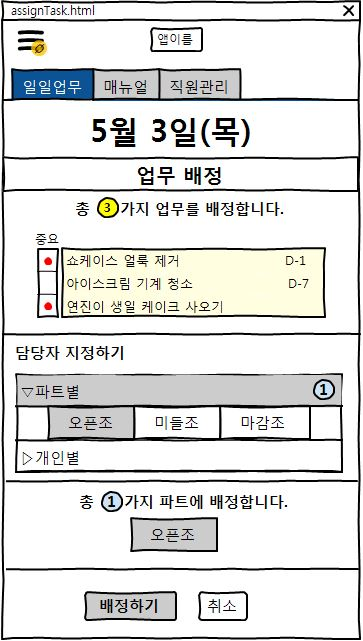 assignTask.html
앱이름
일일업무 매뉴얼 직원관리
5월 3일(목)
업무 배정
총 3가지 업무를 배정합니다.
중요
쇼케이스 얼룩 제거 D-1
아이스크림 기계 청소 D-7
연진이 생일 케이크 사오기
담당자 지정하기
▽파트별 1
오픈조 미들조 마감조
▷개인별
총 1가지 파트에 배정합니다.
오픈조
배정하기 취소